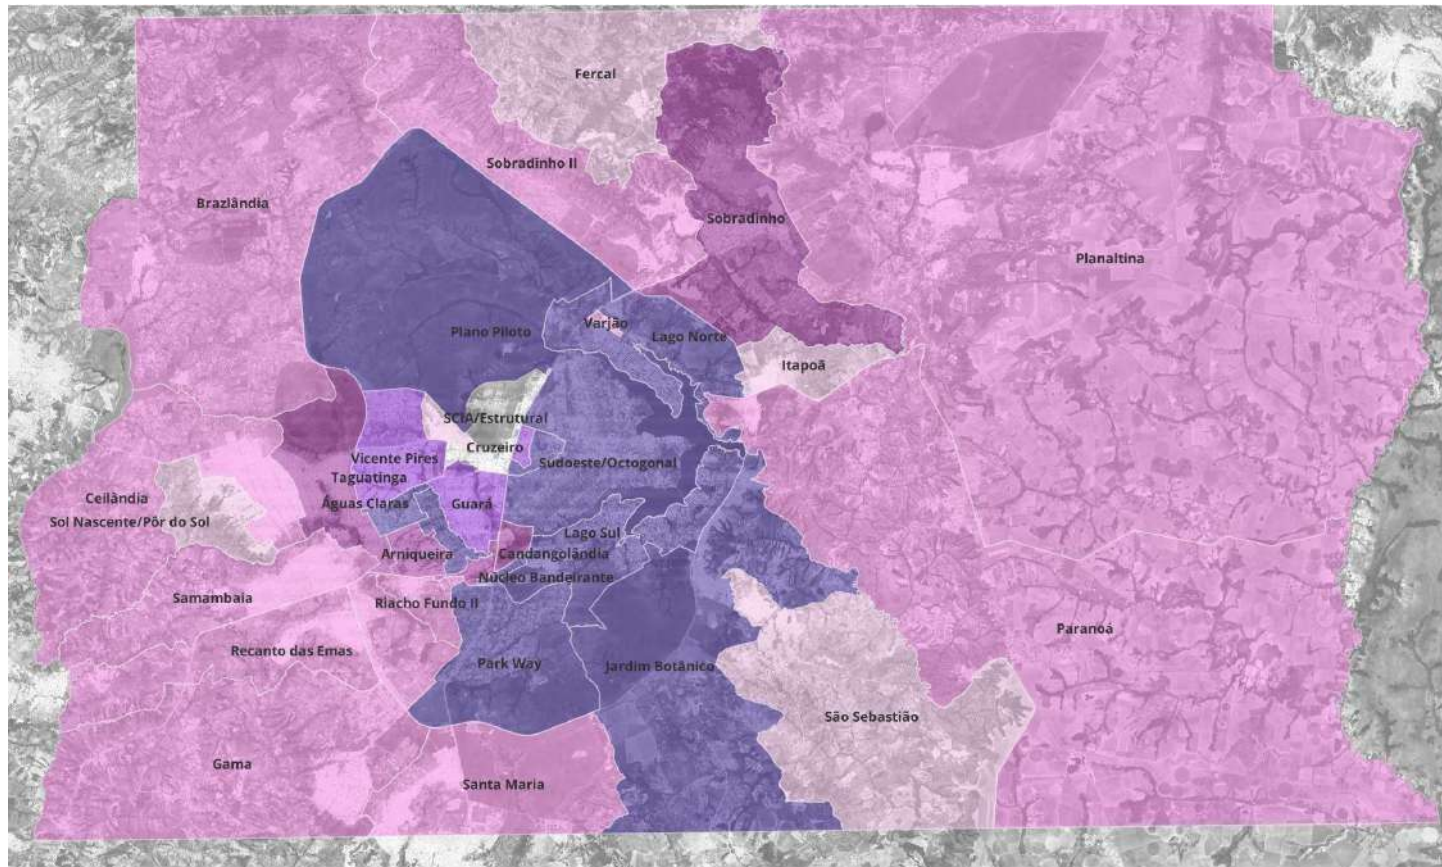 Fercal
Sobradinho II
Brazlândia
Sobradinho
Planaltina
Plano Piloto
Varjão
Lago Norte
Itapoã
SCIA/Estrutural
Cruzeiro
Vicente Pires
Sudoeste/Octogonal
Taguatinga
Ceilândia
Águas Claras
Guará
Sol Nascente/Pôr do Sol
Lago Sul
Arniqueira
Candangolândia
Núcleo Bandeirante
Samambaia
Riacho Fundo II
Paranoá
Recanto das Emas
Park Way
Jardim Botânico
São Sebastião
Gama
Santa Maria